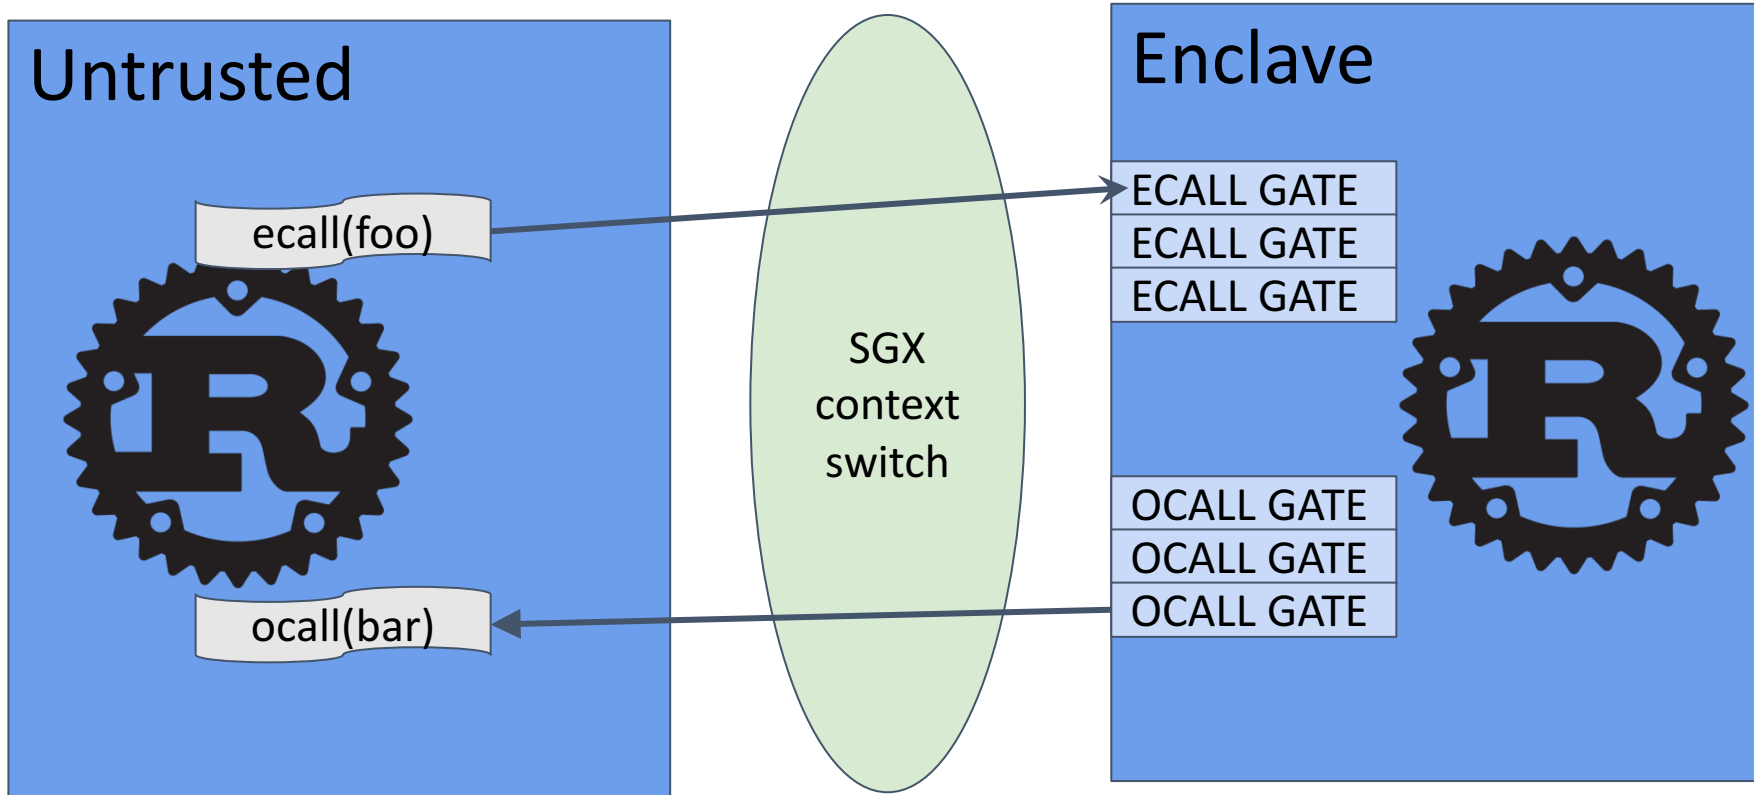 Untrusted
Enclave
ecall(foo)
ECALL GATE
ECALL GATE
ECALL GATE
SGX
context
switch
OCALL GATE
OCALL GATE
OCALL GATE
ocall(bar)
R
R